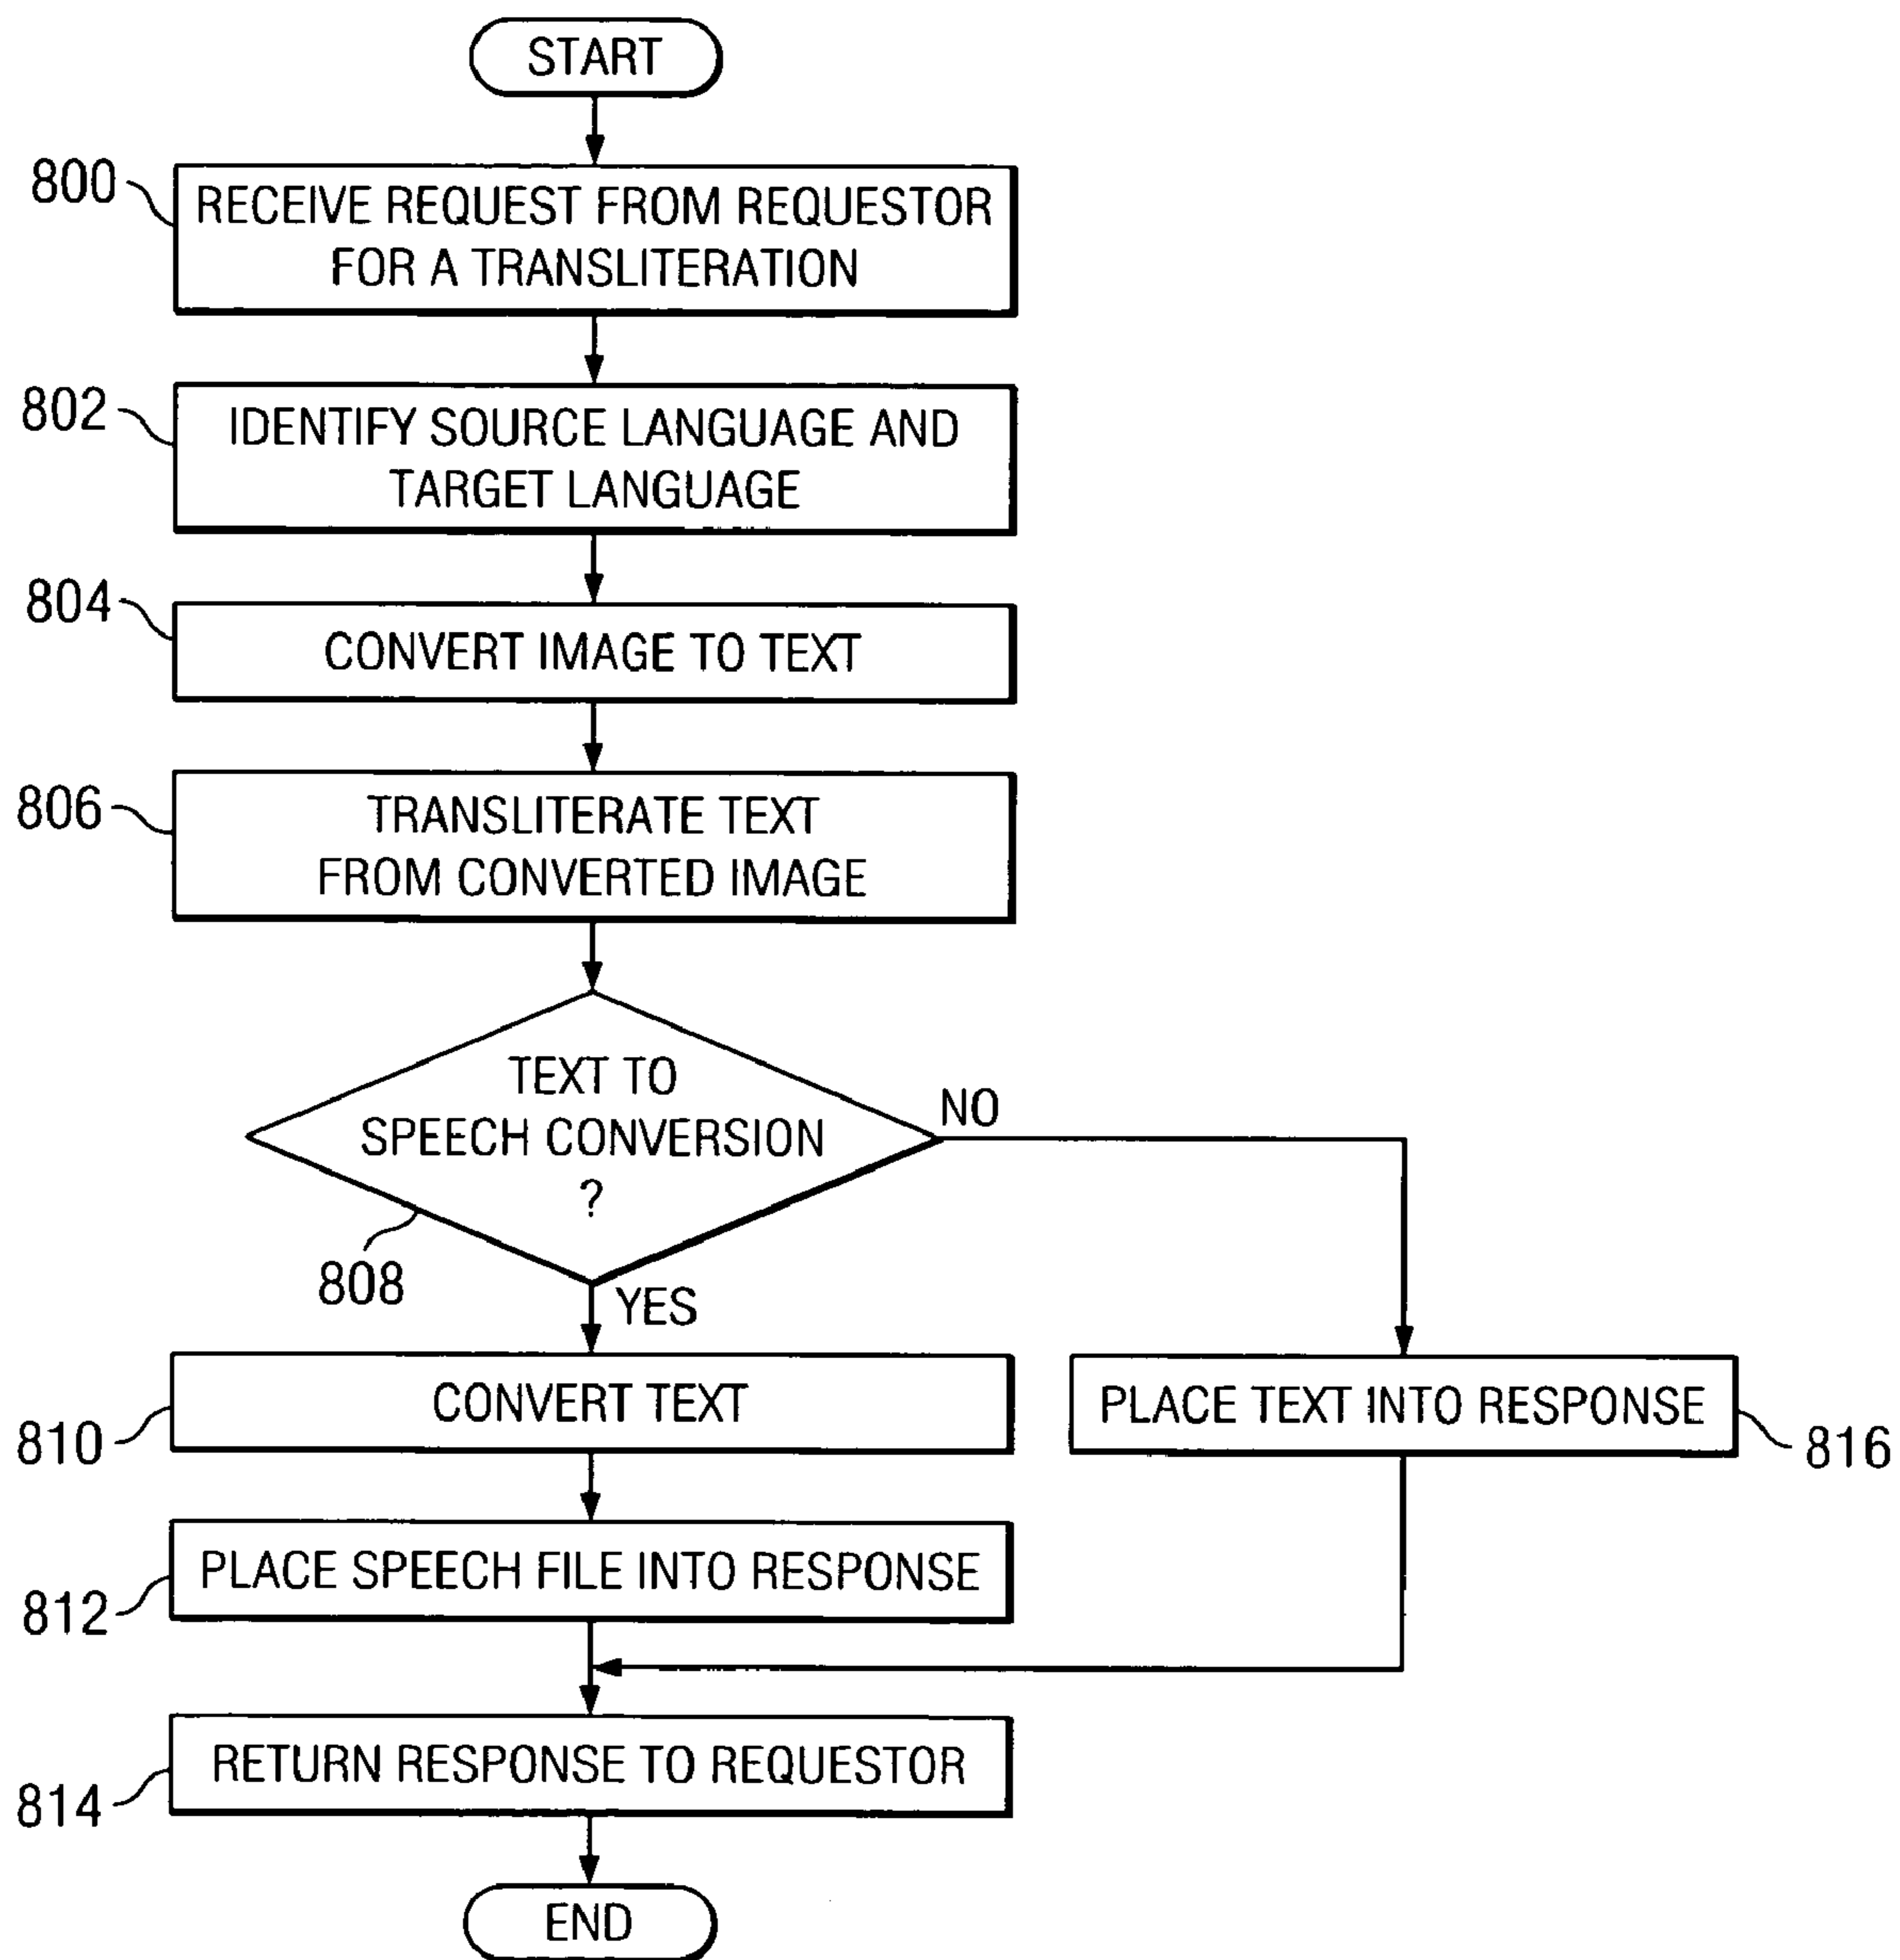 START
800
RECEIVE REQUEST FROM REQUESTOR
FOR A TRANSLITERATION
802
IDENTIFY SOURCE LANGUAGE AND
TARGET LANGUAGE
804
CONVERT IMAGE TO TEXT
806
TRANSLITERATE TEXT
FROM CONVERTED IMAGE
TEXT TO
SPEECH CONVERSION
?
NO
808
YES
810
CONVERT TEXT
PLACE TEXT INTO RESPONSE
816
812
PLACE SPEECH FILE INTO RESPONSE
814
RETURN RESPONSE TO REQUESTOR
END